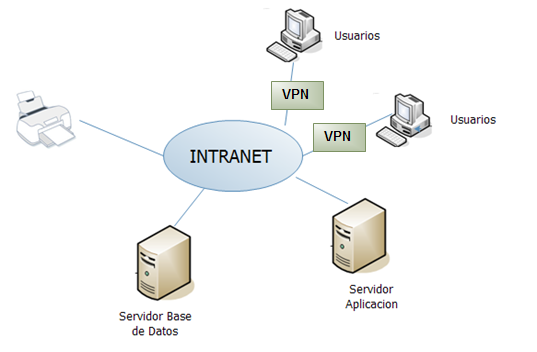 Usuarios
VPN
Usuarios
VPN
INTRANET
Servidor
Aplicacion
Servidor Base
de Datos